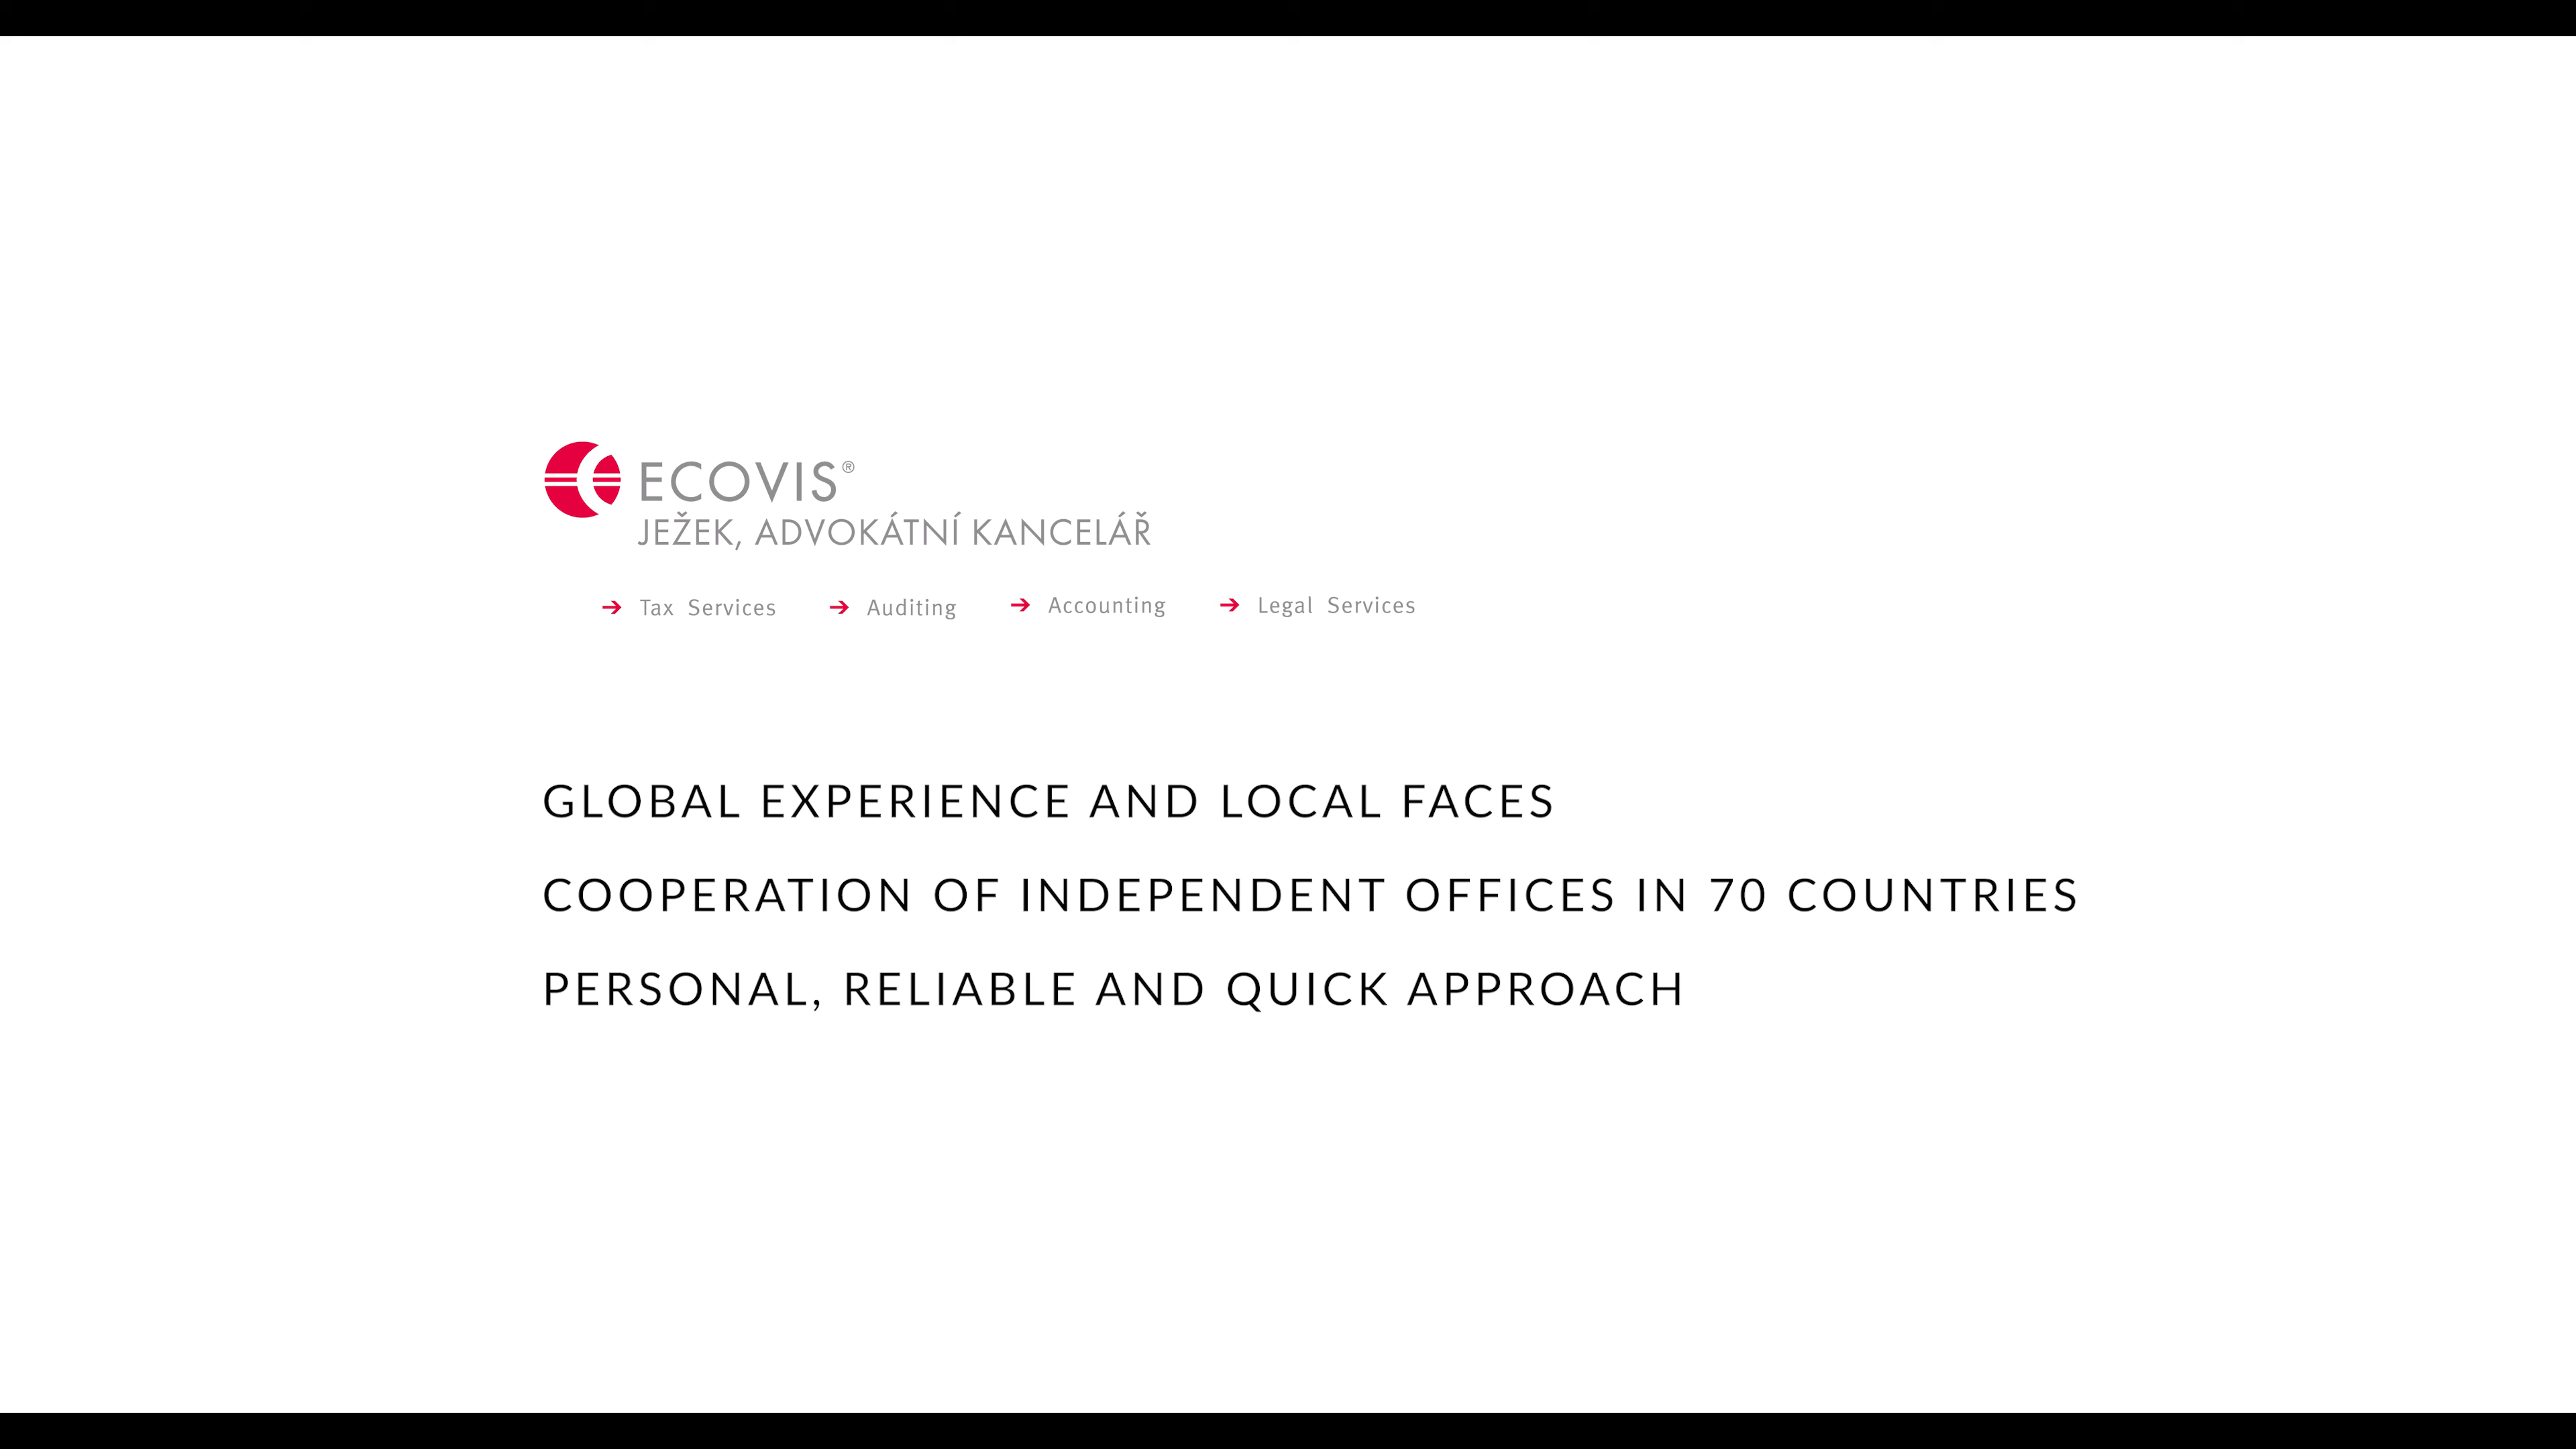 ECOVIS®
JEŽEK, ADVOKÁTNÍ KANCELÁŘ
➔ Tax Services ➔ Auditing ➔ Accounting ➔ Legal Services
GLOBAL EXPERIENCE AND LOCAL FACES
COOPERATION OF INDEPENDENT OFFICES IN 70 COUNTRIES
PERSONAL, RELIABLE AND QUICK APPROACH